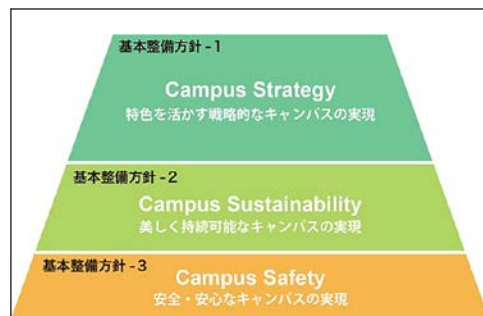 基本整備方針-1
Campus Strategy
特色を活かす戦略的なキャンパスの実現
基本整備方針-2
Campus Sustainability
美しく持続可能なキャンパスの実現
基本整備方針-3
Campus Safety
安全・安心なキャンパスの実現